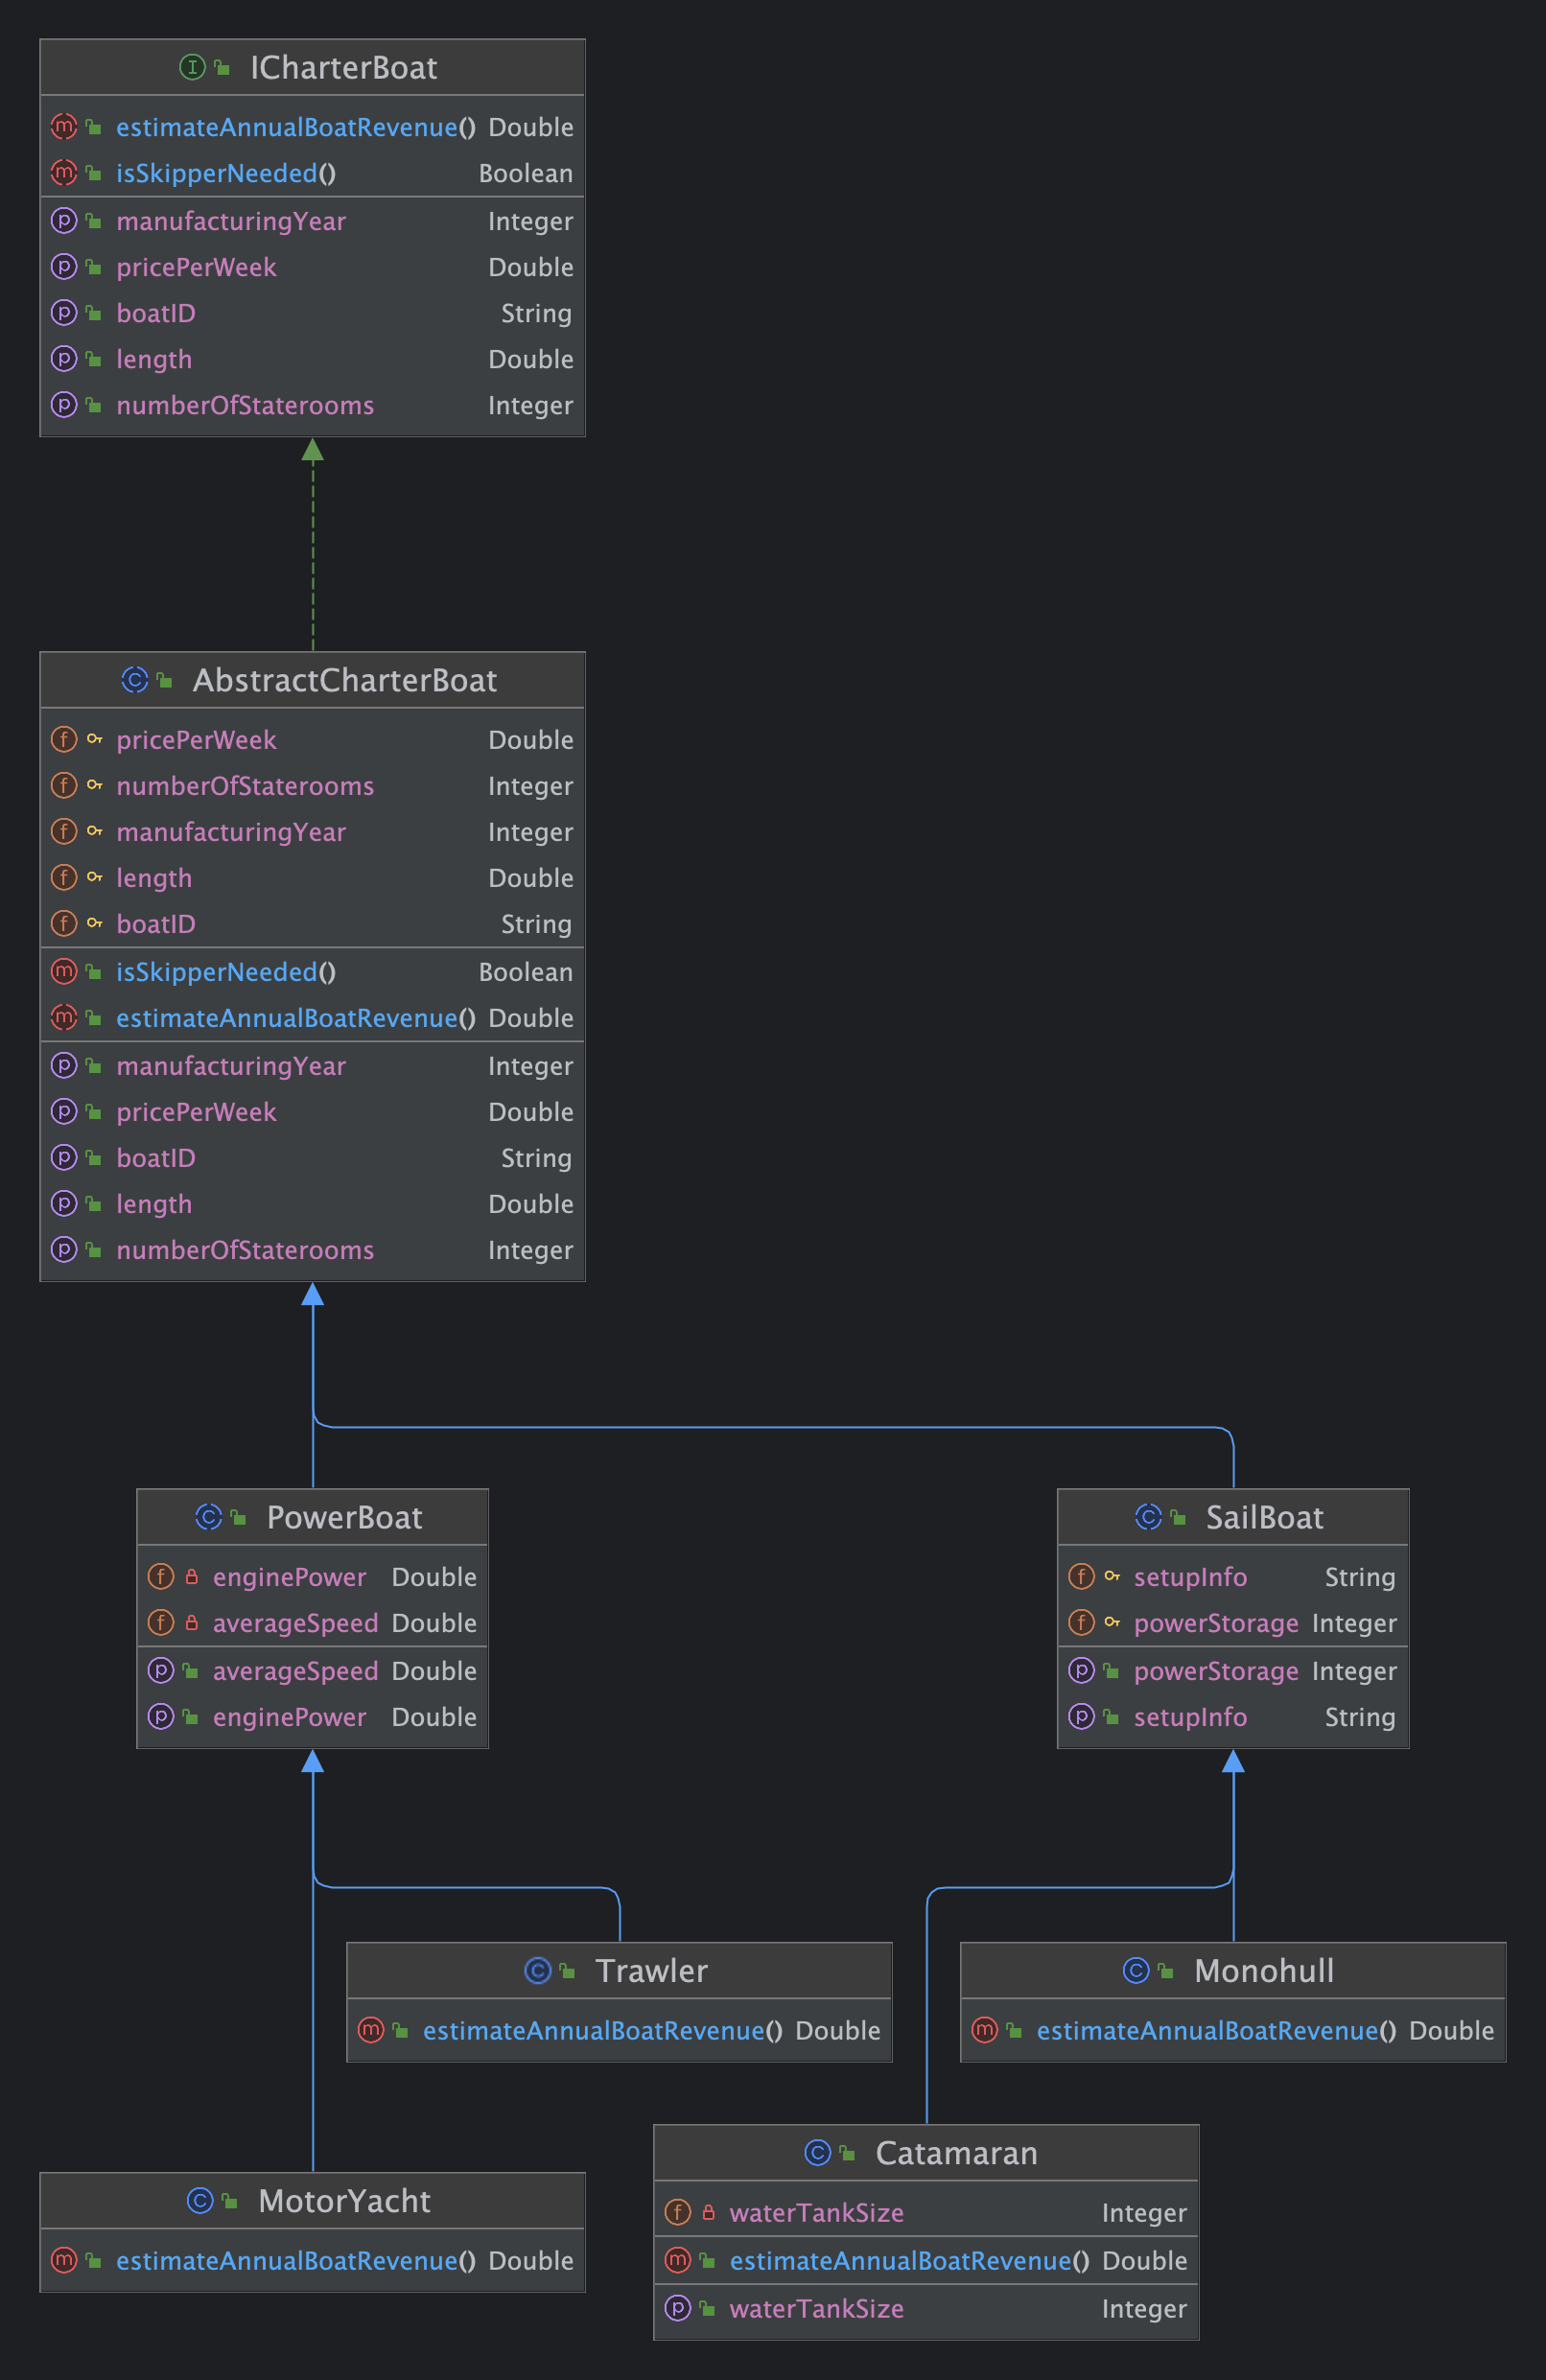 ICharterBoat
estimateAnnualBoatRevenue() Double
isSkipperNeeded() Boolean
manufacturingYear Integer
pricePerWeek Double
boatID String
length Double
numberOfStaterooms Integer
AbstractCharterBoat
pricePerWeek Double
numberOfStaterooms Integer
manufacturingYear Integer
length Double
boatID String
isSkipperNeeded() Boolean
estimateAnnualBoatRevenue() Double
manufacturingYear Integer
pricePerWeek Double
boatID String
length Double
numberOfStaterooms Integer
PowerBoat
enginePower Double
averageSpeed Double
averageSpeed Double
enginePower Double
SailBoat
setupInfo String
powerStorage Integer
powerStorage Integer
setupInfo String
Trawler
estimateAnnualBoatRevenue() Double
Monohull
estimateAnnualBoatRevenue() Double
MotorYacht
estimateAnnualBoatRevenue() Double
Catamaran
waterTankSize Integer
estimateAnnualBoatRevenue() Double
waterTankSize Integer